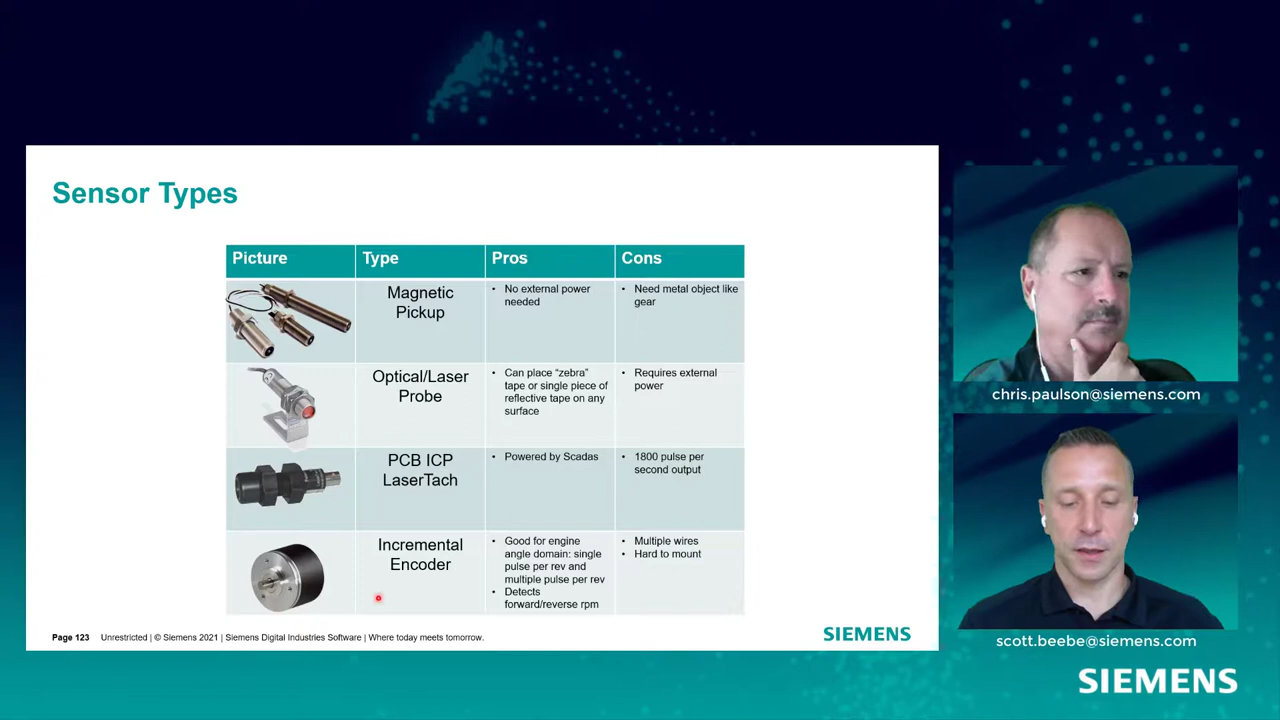 Sensor Types
Picture
Type
Pros
Cons
Magnetic
Pickup
• No external power
needed
• Need metal object like
gear
Optical/Laser
Probe
• Can place “zebra”
tape or single piece of
reflective tape on any
surface
• Requires external
power
PCB ICP
LaserTach
• Powered by Scadas
• 1800 pulse per
second output
Incremental
Encoder
• Good for engine
angle domain: single
pulse per rev and
multiple pulse per rev
• Detects
forward/reverse rpm
• Multiple wires
• Hard to mount
Page 123 Unrestricted | © Siemens 2021 | Siemens Digital Industries Software | Where today meets tomorrow.
SIEMENS
chris.paulson@siemens.com
scott.beebe@siemens.com
SIEMENS